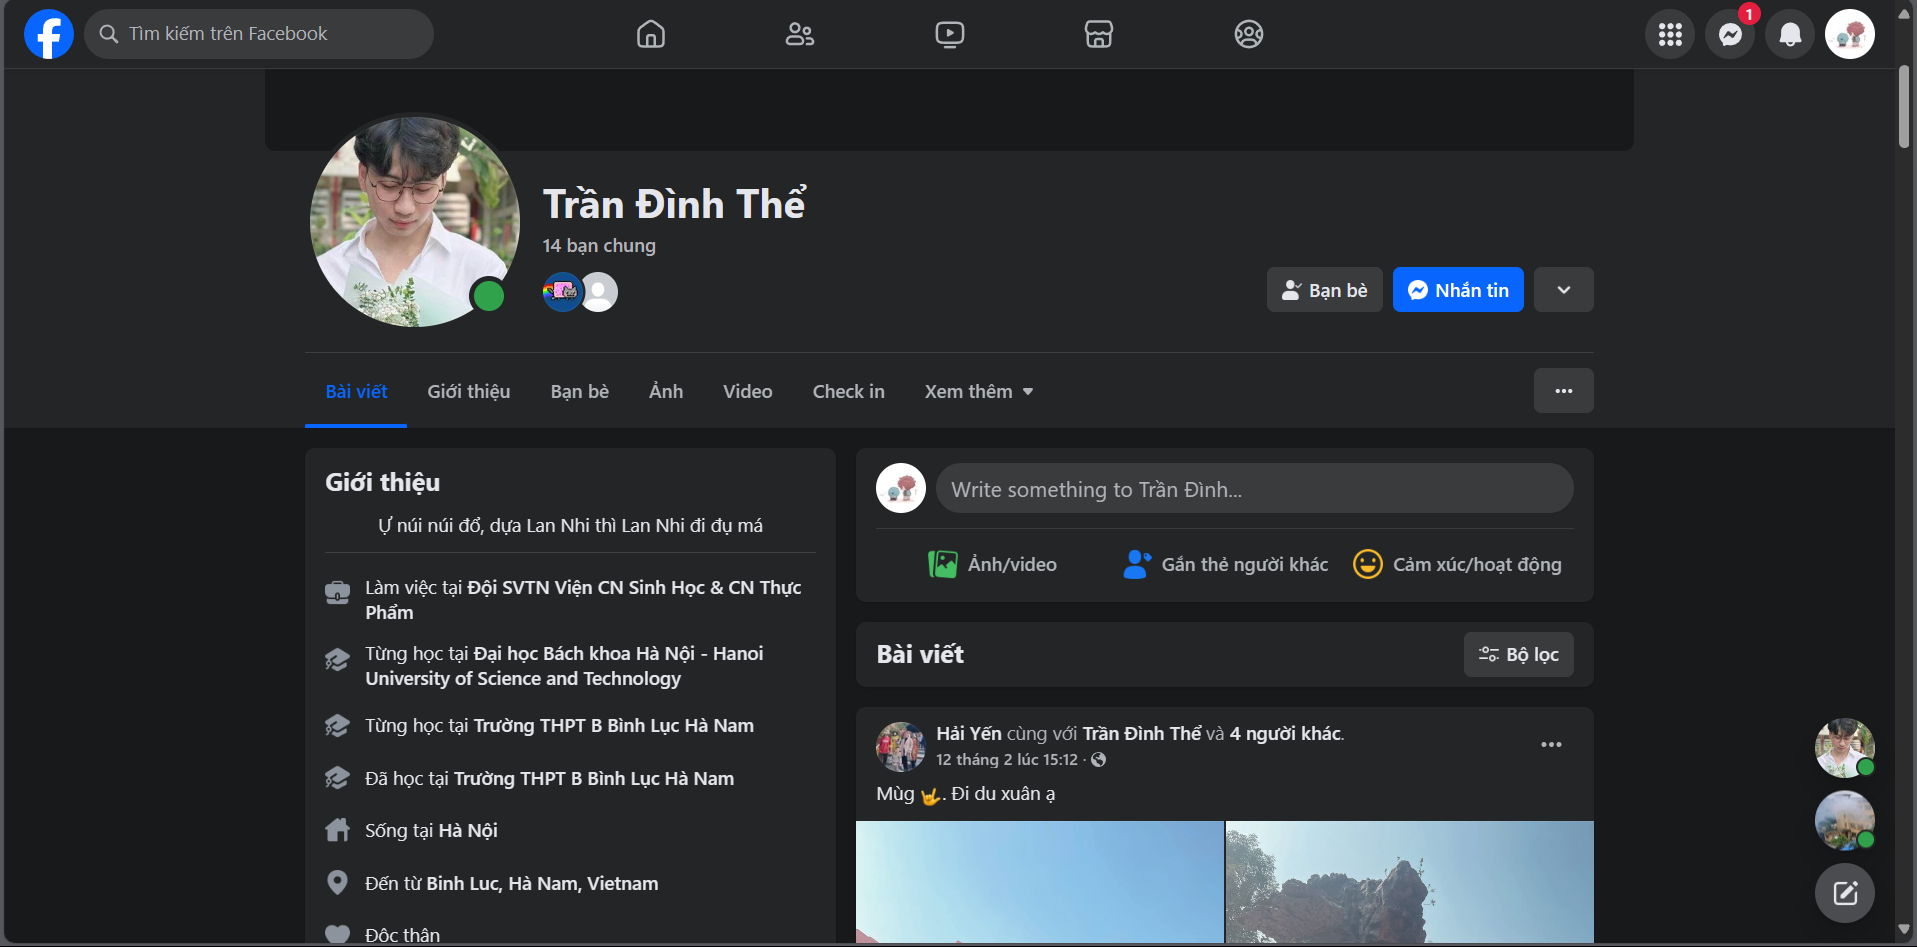 Tìm kiếm trên Facebook
1
Trần Đình Thể
14 bạn chung
Bạn bè
Nhắn tin
Bài viết
Giới thiệu
Bạn bè
Ảnh
Video
Check in
Xem thêm
Giới thiệu
Ự núi núi đổ, dựa Lan Nhi thì Lan Nhi đi đụ má
Làm việc tại Đội SVTN Viện CN Sinh Học & CN Thực
Phẩm
Từng học tại Đại học Bách khoa Hà Nội - Hanoi
University of Science and Technology
Từng học tại Trường THPT B Bình Lục Hà Nam
Đã học tại Trường THPT B Bình Lục Hà Nam
Sống tại Hà Nội
Đến từ Binh Luc, Hà Nam, Vietnam
Độc thân
Write something to Trần Đình...
Ảnh/video
Gắn thẻ người khác
Cảm xúc/hoạt động
Bài viết
Bộ lọc
Hải Yến cùng với Trần Đình Thể và 4 người khác.
12 tháng 2 lúc 15:12 ·
Mùg 🤟. Đi du xuân ạ